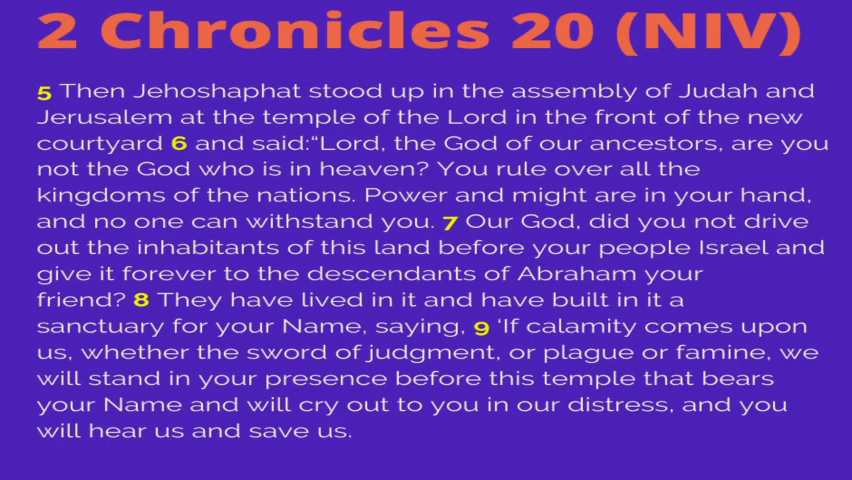 2 Chronicles 20 (NIV)
5 Then Jehoshaphat stood up in the assembly of Judah and
Jerusalem at the temple of the Lord in the front of the new
courtyard 6 and said:“Lord, the God of our ancestors, are you
not the God who is in heaven? You rule over all the
kingdoms of the nations. Power and might are in your hand,
and no one can withstand you. 7 Our God, did you not drive
out the inhabitants of this land before your people Israel and
give it forever to the descendants of Abraham your
friend? 8 They have lived in it and have built in it a
sanctuary for your Name, saying, 9 ‘If calamity comes upon
us, whether the sword of judgment, or plague or famine, we
will stand in your presence before this temple that bears
your Name and will cry out to you in our distress, and you
will hear us and save us.